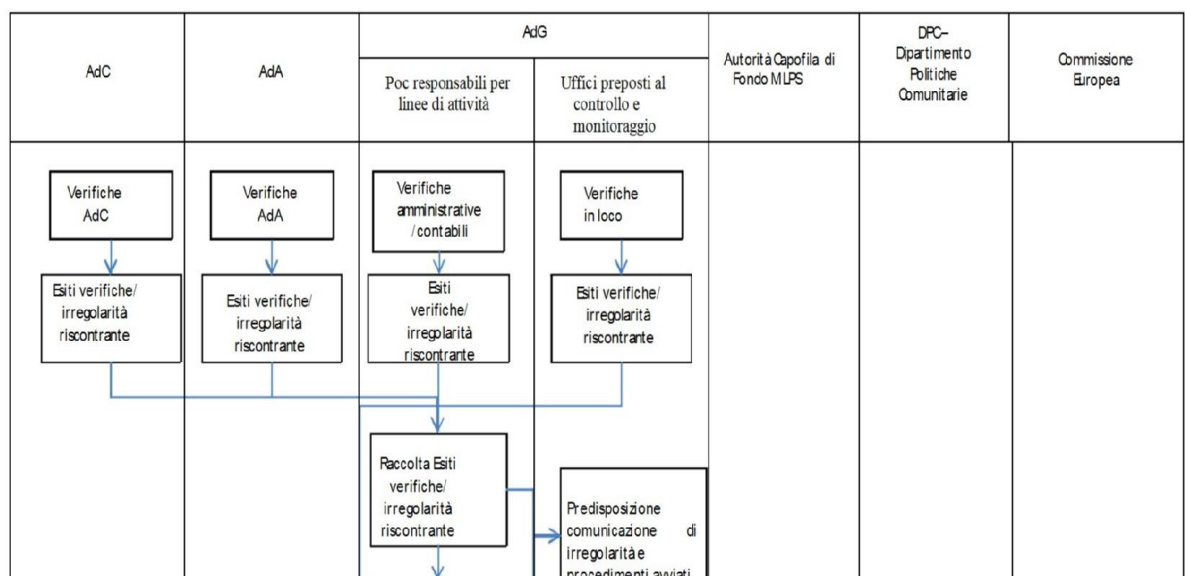 AdC
AdA
AdG
Poc responsabili per
linee di attività
Uffici preposti al
controllo e
monitoraggio
Autorità Capofila di
Fondo MLPS
DPC–
Dipartimento
Politiche
Comunitarie
Commissione
Europea
Verifiche
AdC
Verifiche
AdA
Verifiche
amministrative
/contabili
Verifiche
in loco
Esiti verifiche/
irregolarità
riscontrante
Esiti verifiche/
irregolarità
riscontrante
Esiti
verifiche/
irregolarità
riscontrante
Esiti verifiche/
irregolarità
riscontrante
Raccolta Esiti
verifiche/
irregolarità
riscontrante
Predisposizione
comunicazione di
irregolarità e
procedimenti avviati